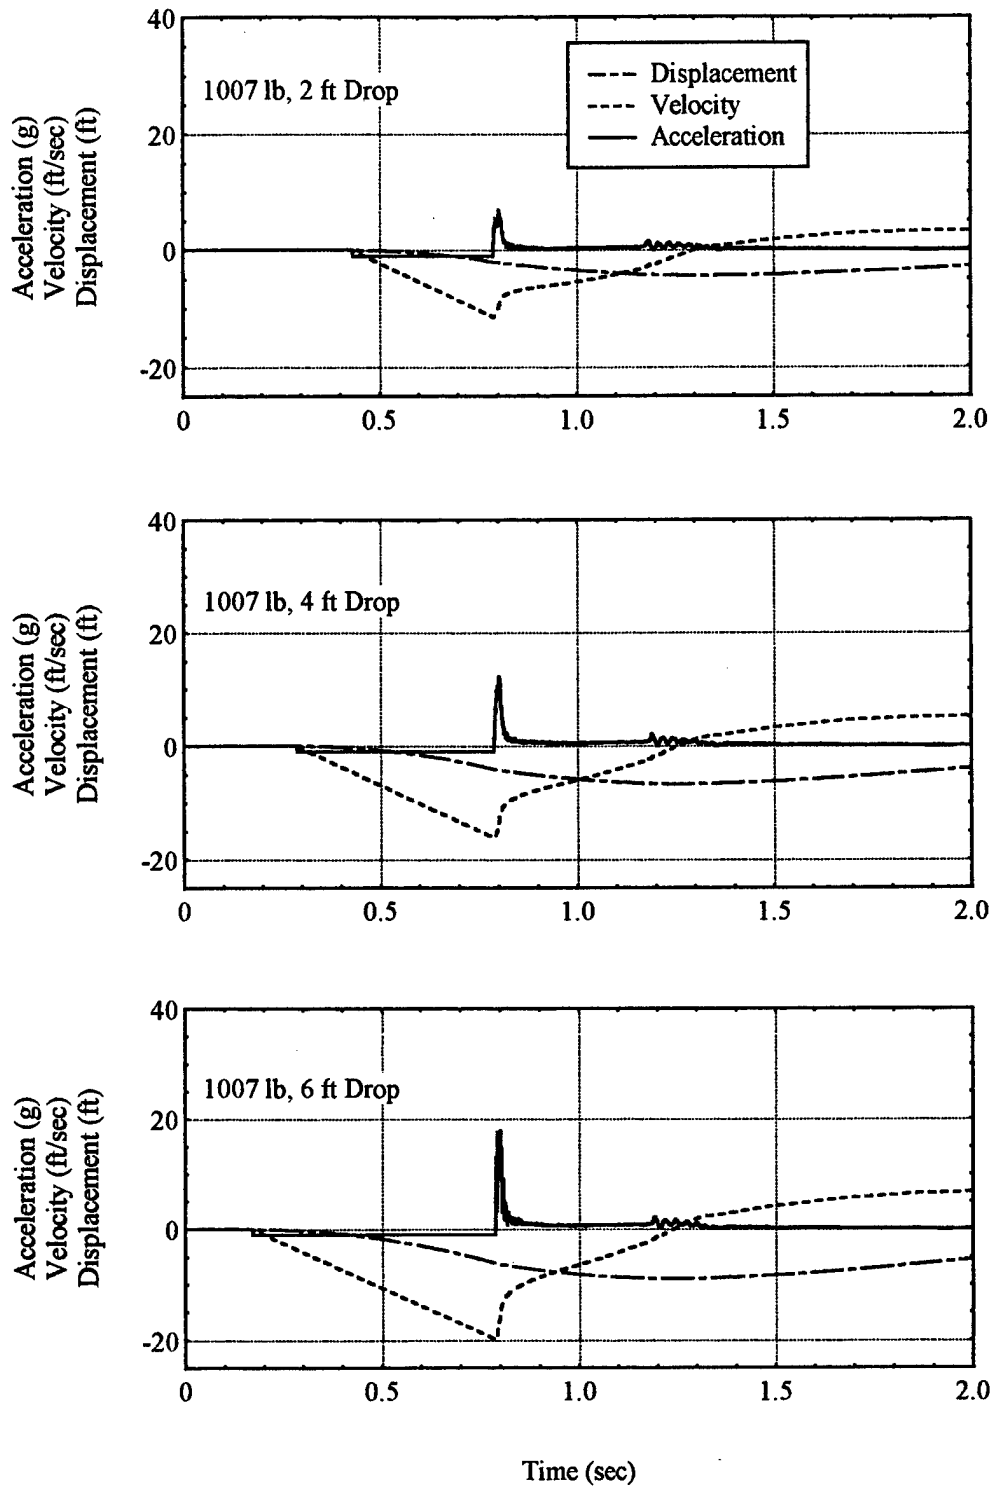 40
1007 lb, 2 ft Drop
Displacement
Velocity
Acceleration
20
0
-20
Acceleration (g)
Velocity (ft/sec)
Displacement (ft)
0 0.5 1.0 1.5 2.0
40
1007 lb, 4 ft Drop
20
0
-20
Acceleration (g)
Velocity (ft/sec)
Displacement (ft)
0 0.5 1.0 1.5 2.0
40
1007 lb, 6 ft Drop
20
0
-20
Acceleration (g)
Velocity (ft/sec)
Displacement (ft)
0 0.5 1.0 1.5 2.0
Time (sec)